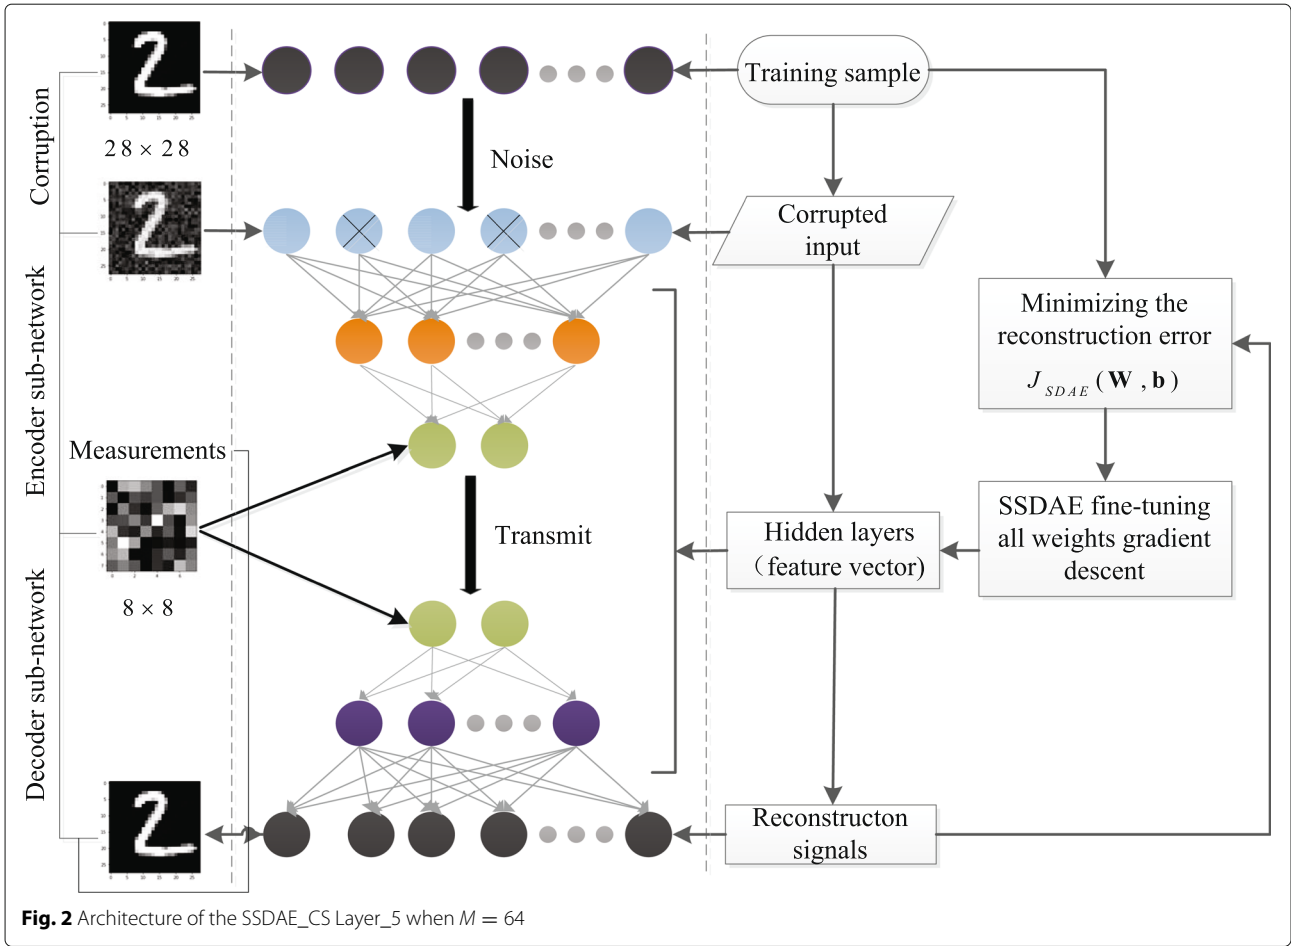 Corruption
Encoder sub-network
Decoder sub-network
28 × 28
Measurements
8 × 8
Noise
Transmit
Training sample
Corrupted
input
Minimizing the
reconstruction error
J SDAE (W , b)
SSDAE fine-tuning
all weights gradient
descent
Hidden layers
(feature vector)
Reconstructon
signals
Fig. 2 Architecture of the SSDAE_CS Layer_5 when M = 64